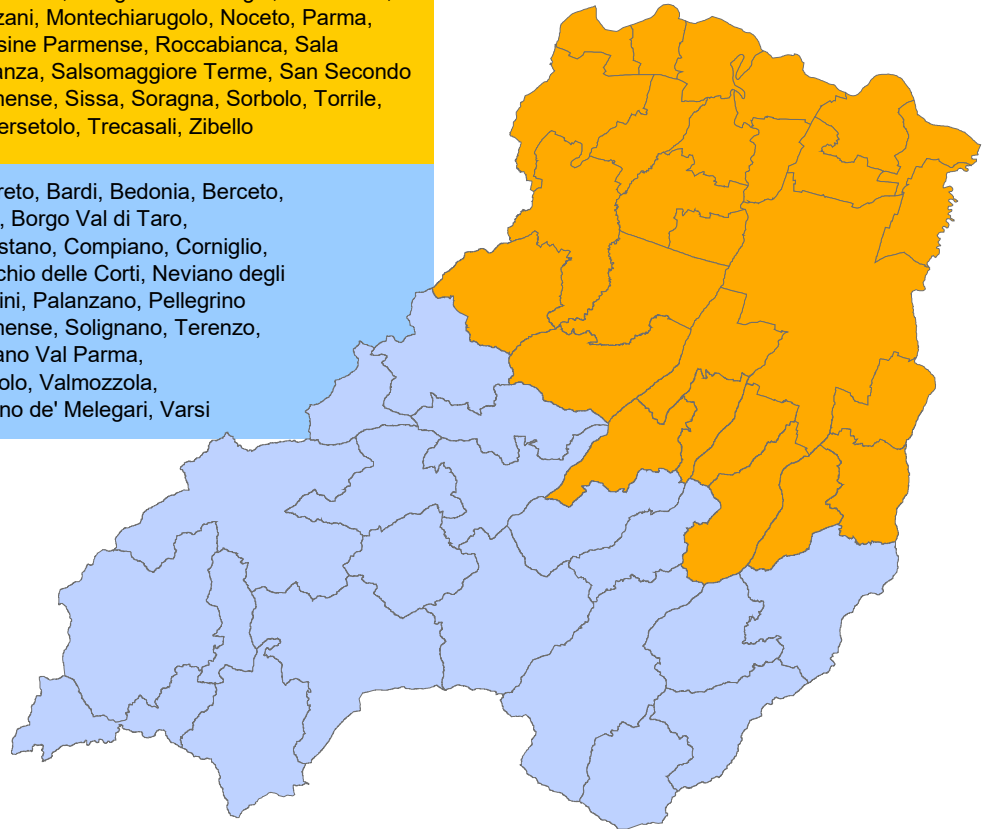 zani, Montechiarugolo, Noceto, Parma,
sine Parmense, Roccabianca, Sala
anza, Salsomaggiore Terme, San Secondo
mense, Sissa, Soragna, Sorbolo, Torrile,
ersetolo, Trecasali, Zibello
reto, Bardi, Bedonia, Berceto,
, Borgo Val di Taro,
stano, Compiano, Corniglio,
chio delle Corti, Neviano degli
ini, Palanzano, Pellegrino
mense, Solignano, Terenzo,
ano Val Parma,
olo, Valmozzola,
no de' Melegari, Varsi